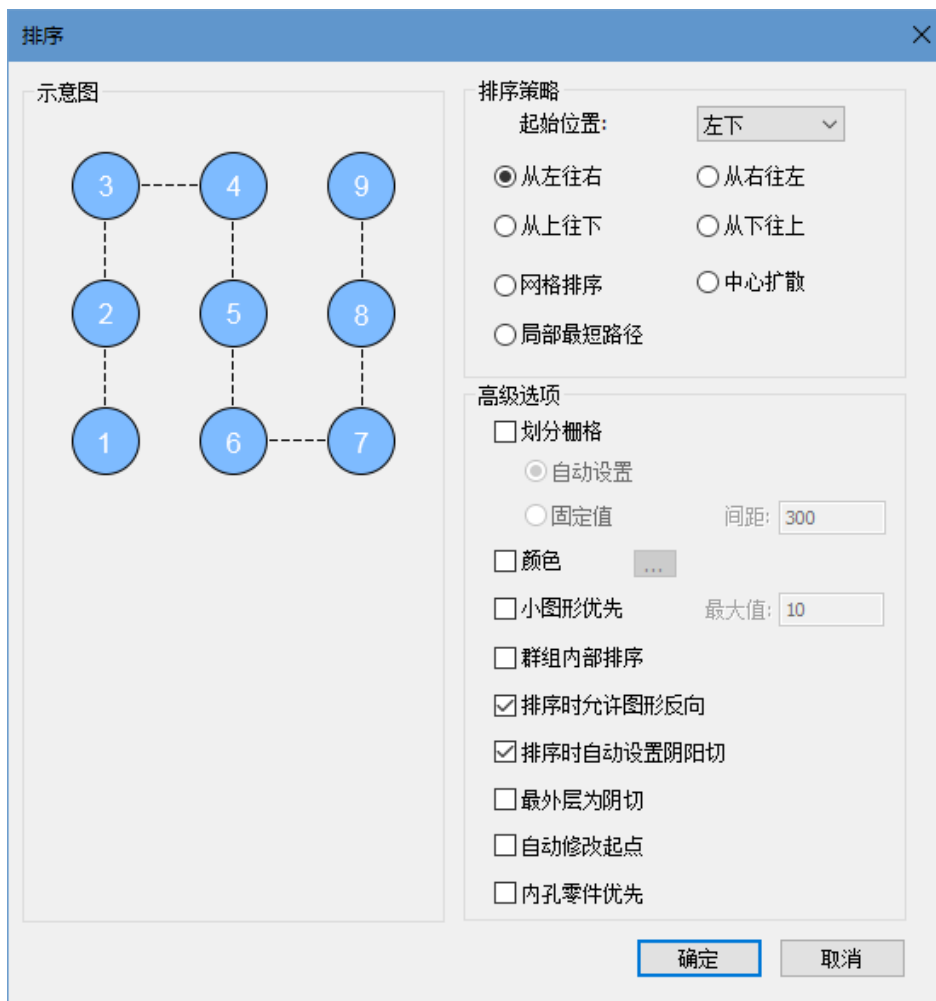 排序
示意图
3 4 9
2 5 8
1 6 7
排序策略
起始位置: 左下
从左往右 从右往左
从上往下 从下往上
网格排序 中心扩散
局部最短路径
高级选项
划分栅格
自动设置
固定值 间距: 300
颜色 ...
小图形优先 最大值: 10
群组内部排序
排序时允许图形反向
排序时自动设置阴阳切
最外层为阴切
自动修改起点
内孔零件优先
确定 取消